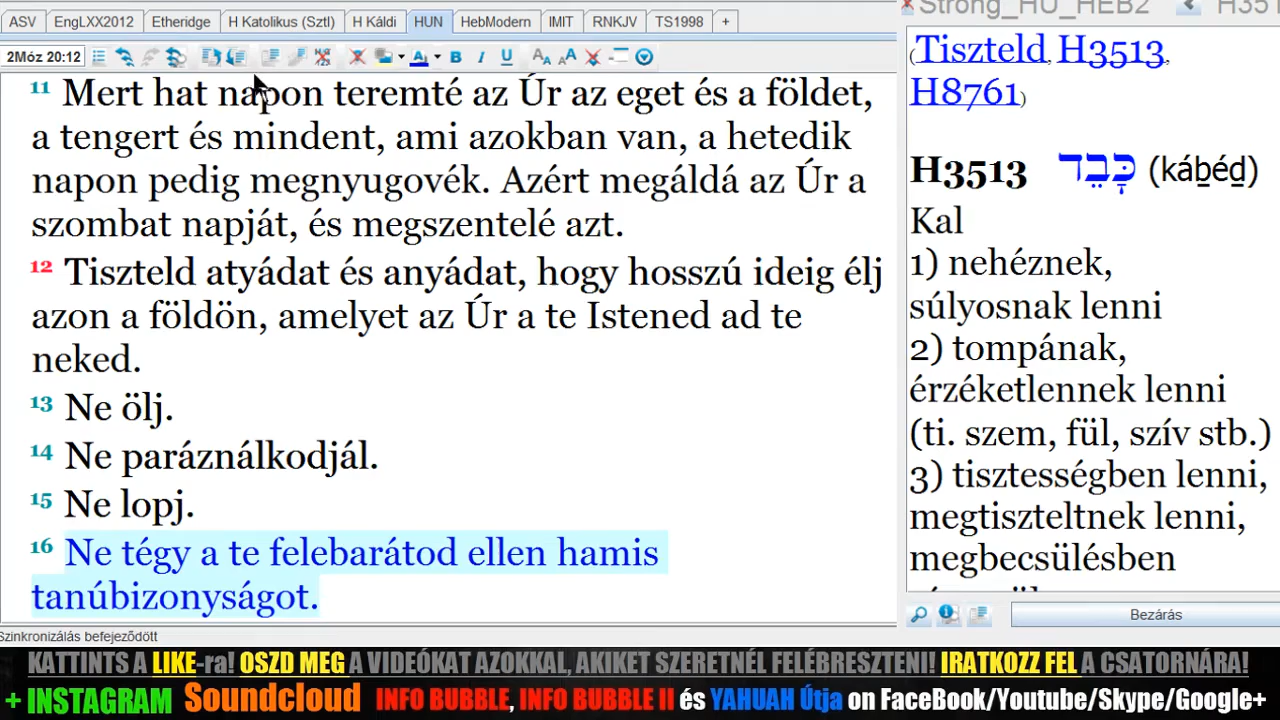 ASV EngLXX2012 Etheridge H Katolikus (Sztl) H Káldi HUN HebModern IMIT RNKJV TS1998 +
2Móz 20:12
11 Mert hat napon teremté az Úr az eget és a földet,
a tengert és mindent, ami azokban van, a hetedik
napon pedig megnyugovék. Azért megáldá az Úr a
szombat napját, és megszentelé azt.
12 Tiszteld atyádat és anyádat, hogy hosszú ideig élj
azon a földön, amelyet az Úr a te Istened ad te
neked.
13 Ne ölj.
14 Ne paráználkodjál.
15 Ne lopj.
16 Ne tégy a te felebarátod ellen hamis
tanúbizonyságot.
Szinkronizálás befejeződött
Strong_HU_HEB2
(Tiszteld, H3513,
H8761)
H3513 כָּבֵד (káḇéḏ)
Kal
1) nehéznek,
súlyosnak lenni
2) tompának,
érzéketlennek lenni
(ti. szem, fül, szív stb.)
3) tisztességben lenni,
megtiszteltnek lenni,
megbecsülésben
Bezárás
KATTINTS A LIKE-ra! OSZD MEG A VIDEÓKAT AZOKKAL, AKIKET SZERETNÉL FELÉBRESZTENI! IRATKOZZ FEL A CSATORNÁRA!
+ INSTAGRAM Soundcloud INFO BUBBLE, INFO BUBBLE II és YAHUAH Útja on FaceBook/Youtube/Skype/Google+